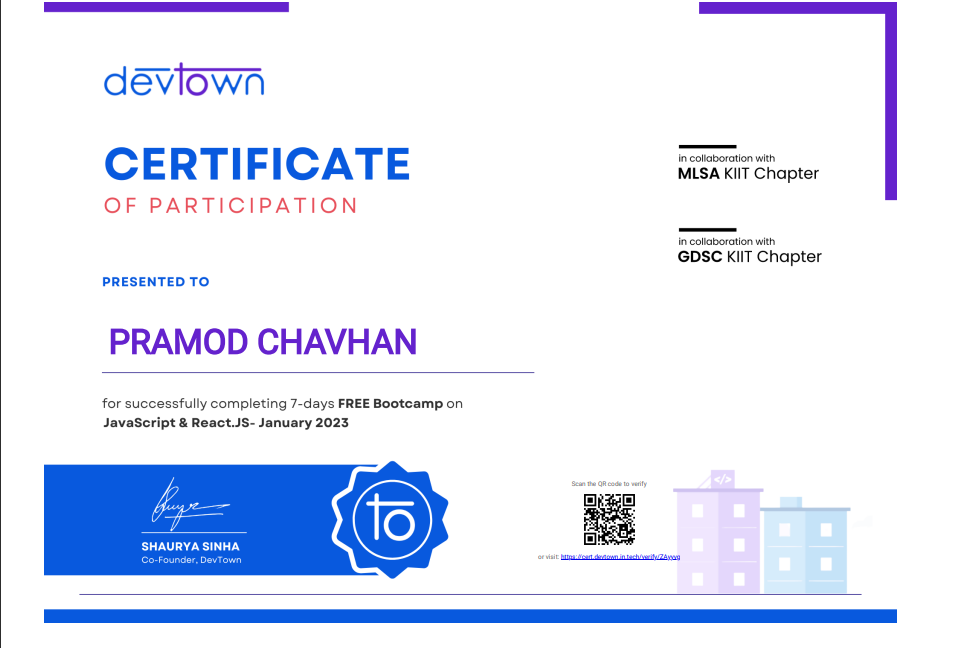 devtown
CERTIFICATE
OF PARTICIPATION
in collaboration with
MLSA KIIT Chapter
in collaboration with
GDSC KIIT Chapter
PRESENTED TO
PRAMOD CHAVHAN
for successfully completing 7-days FREE Bootcamp on
JavaScript & React.JS- January 2023
SHAURYA SINHA
Co-Founder, DevTown
to
Scan the QR code to verify
or visit: https://cert.devtown.in.tech/verify/ZAyyvg
</>